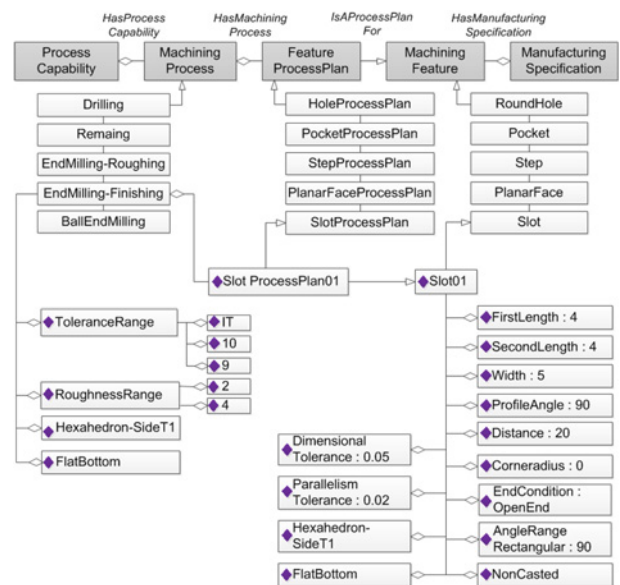 HasProcess
Capability
HasMachining
Process
IsAProcessPlan
For
HasManufacturing
Specification
Process
Capability
Machining
Process
Feature
ProcessPlan
Machining
Feature
Manufacturing
Specification
Drilling
Remaing
EndMilling-Roughing
EndMilling-Finishing
BallEndMilling
HoleProcessPlan
PocketProcessPlan
StepProcessPlan
PlanarFaceProcessPlan
SlotProcessPlan
RoundHole
Pocket
Step
PlanarFace
Slot
Slot ProcessPlan01
Slot01
ToleranceRange
IT
10
9
RoughnessRange
2
4
Hexahedron-SideT1
FlatBottom
Dimensional
Tolerance : 0.05
Parallelism
Tolerance : 0.02
Hexahedron-
SideT1
FlatBottom
FirstLength : 4
SecondLength : 4
Width : 5
ProfileAngle : 90
Distance : 20
Corneradius : 0
EndCondition :
OpenEnd
AngleRange
Rectangular : 90
NonCasted